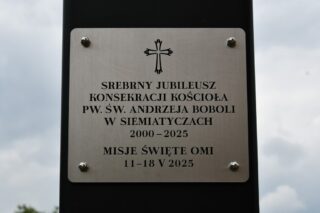 SREBRNY JUBILEUSZ
KONSEKRACJI KOŚCIOŁA
PW. ŚW. ANDRZEJA BOBOLI
W SIEMIATYCZACH
2000-2025
MISJE ŚWIĘTE OMI
11-18 V 2025